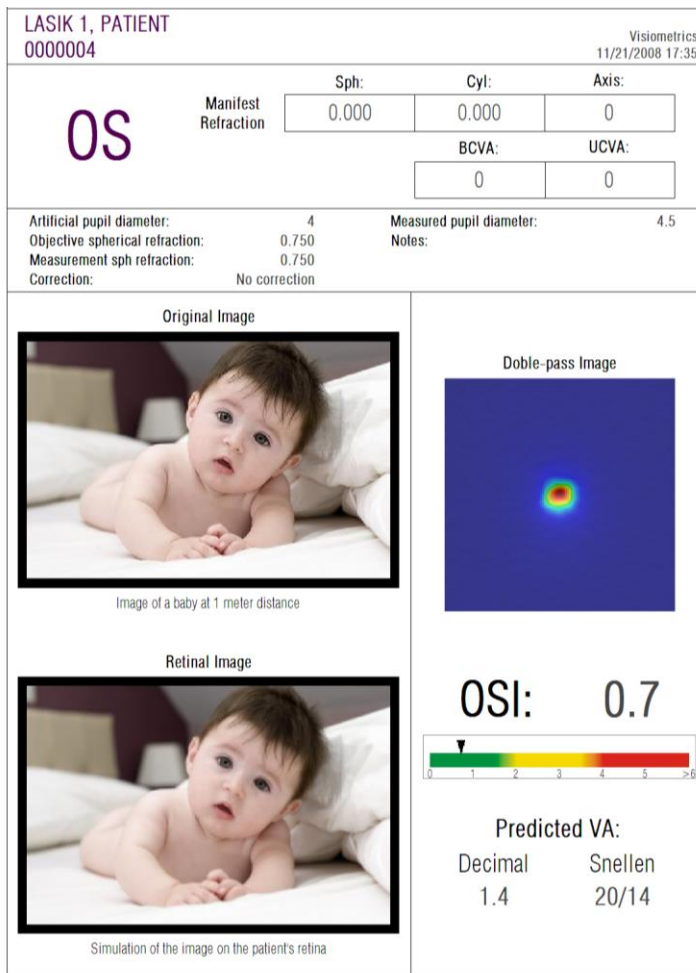 LASIK 1, PATIENT
0000004
Visiometrics
11/21/2008 17:35
OS
Manifest
Refraction
Sph: Cyl: Axis:
0.000 0.000 0
BCVA: UCVA:
0 0
Artificial pupil diameter: 4
Objective spherical refraction: 0.750
Measurement sph refraction: 0.750
Correction: No correction
Measured pupil diameter: 4.5
Notes:
Original Image
Image of a baby at 1 meter distance
Retinal Image
Simulation of the image on the patient's retina
Doble-pass Image
OSI: 0.7
0 1 2 3 4 5 >6
Predicted VA:
Decimal Snellen
1.4 20/14